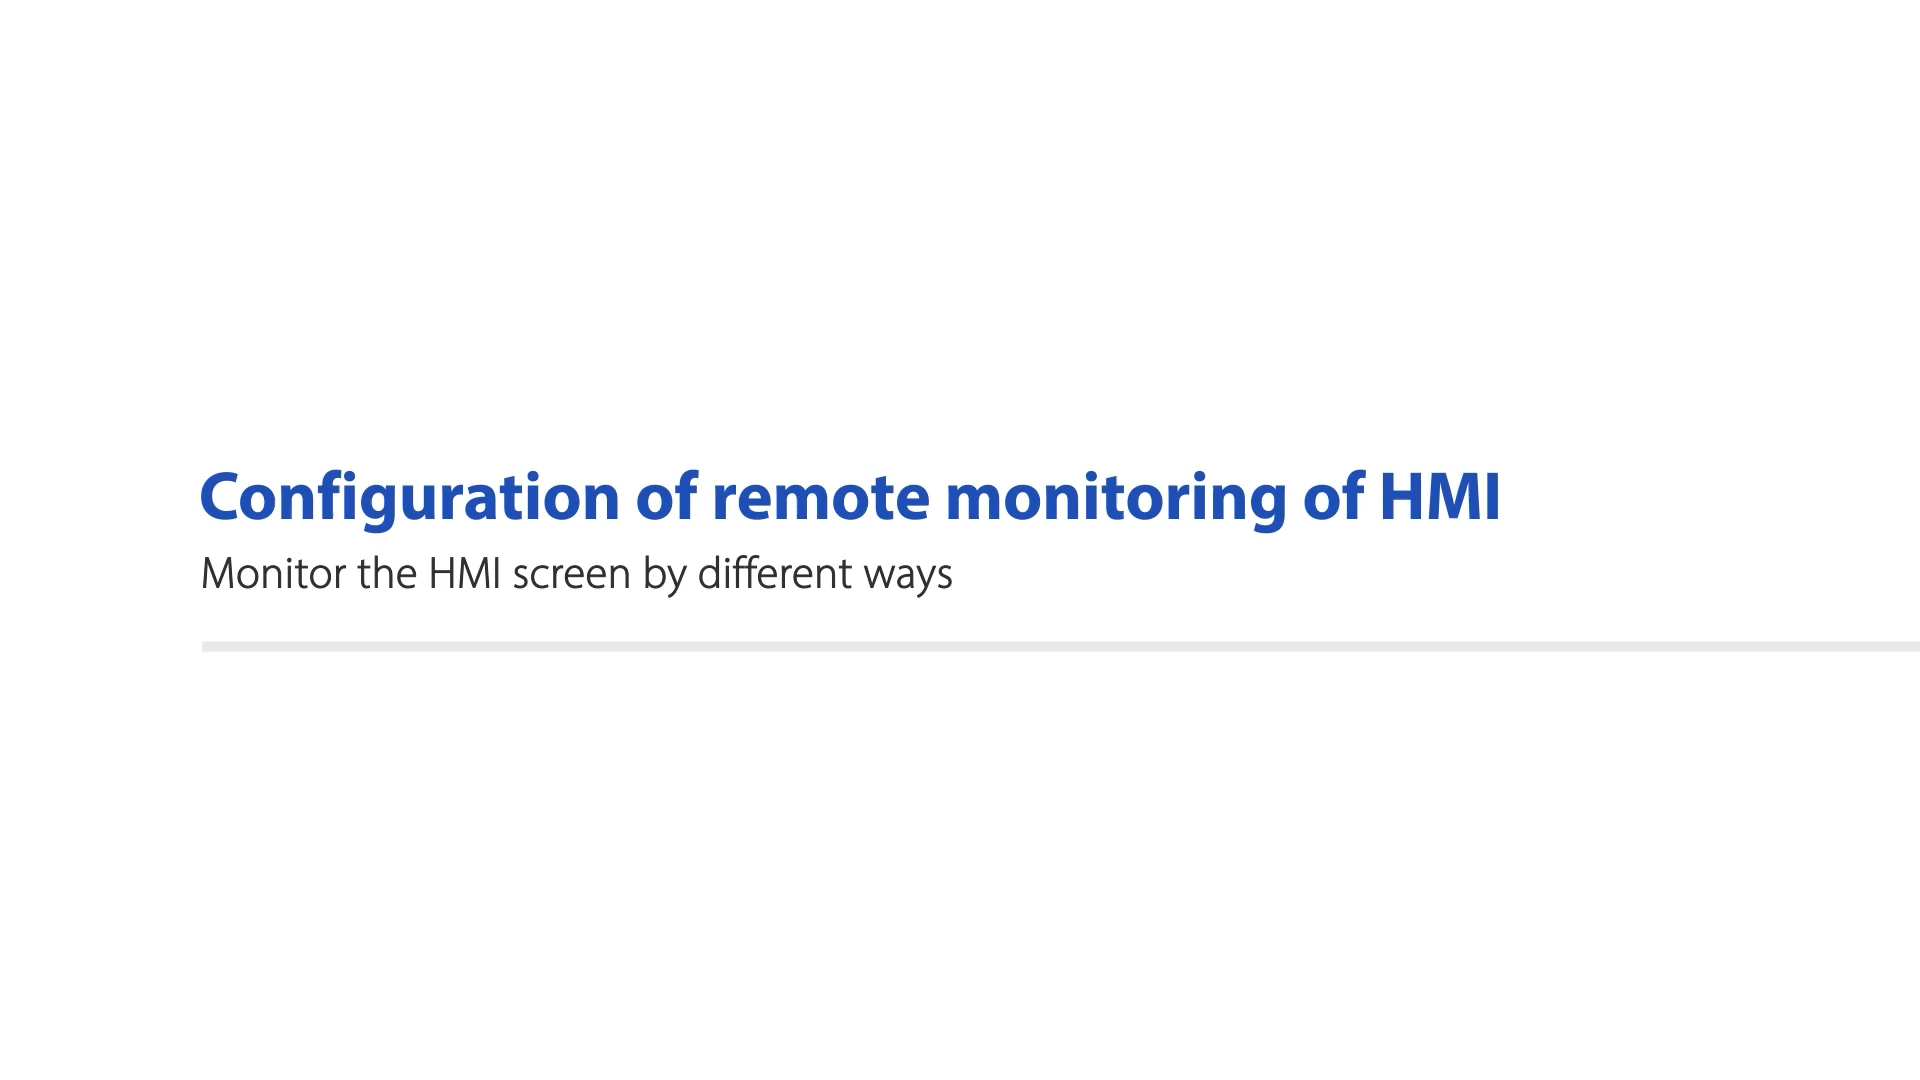 Configuration of remote monitoring of HMI
Monitor the HMI screen by different ways